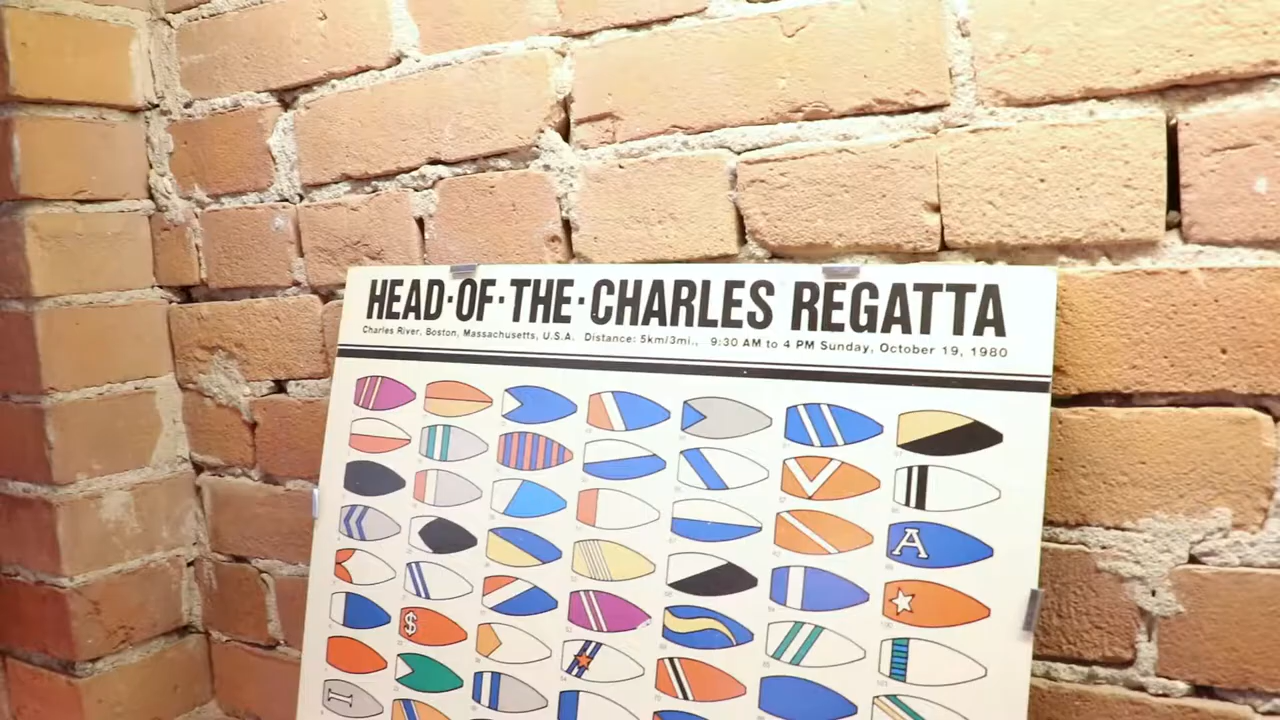 HEAD·OF·THE·CHARLES REGATTA
Charles River, Boston, Massachusetts, U.S.A. Distance: 5km/3mi., 9:30 AM to 4 PM Sunday, October 19, 1980
A
$
I